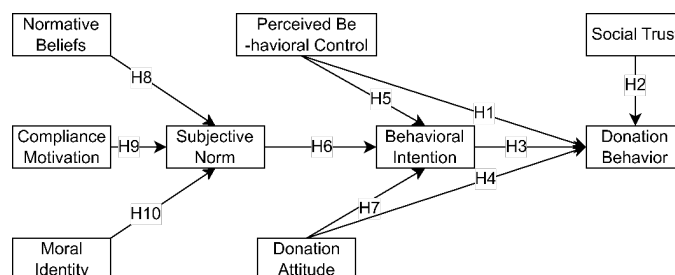 Normative
Beliefs
Perceived Be
-havioral Control
Social Trust
H8
H5
H1
H2
Compliance
Motivation
H9
Subjective
Norm
H6
Behavioral
Intention
H3
Donation
Behavior
H4
H10
H7
Moral
Identity
Donation
Attitude